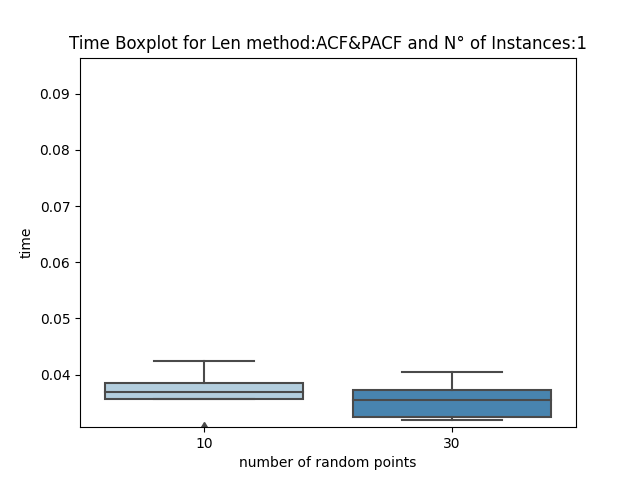 Time Boxplot for Len method:ACF&PACF and N° of Instances:1
0.09
0.08
0.07
0.06
0.05
0.04
time
10 30
number of random points